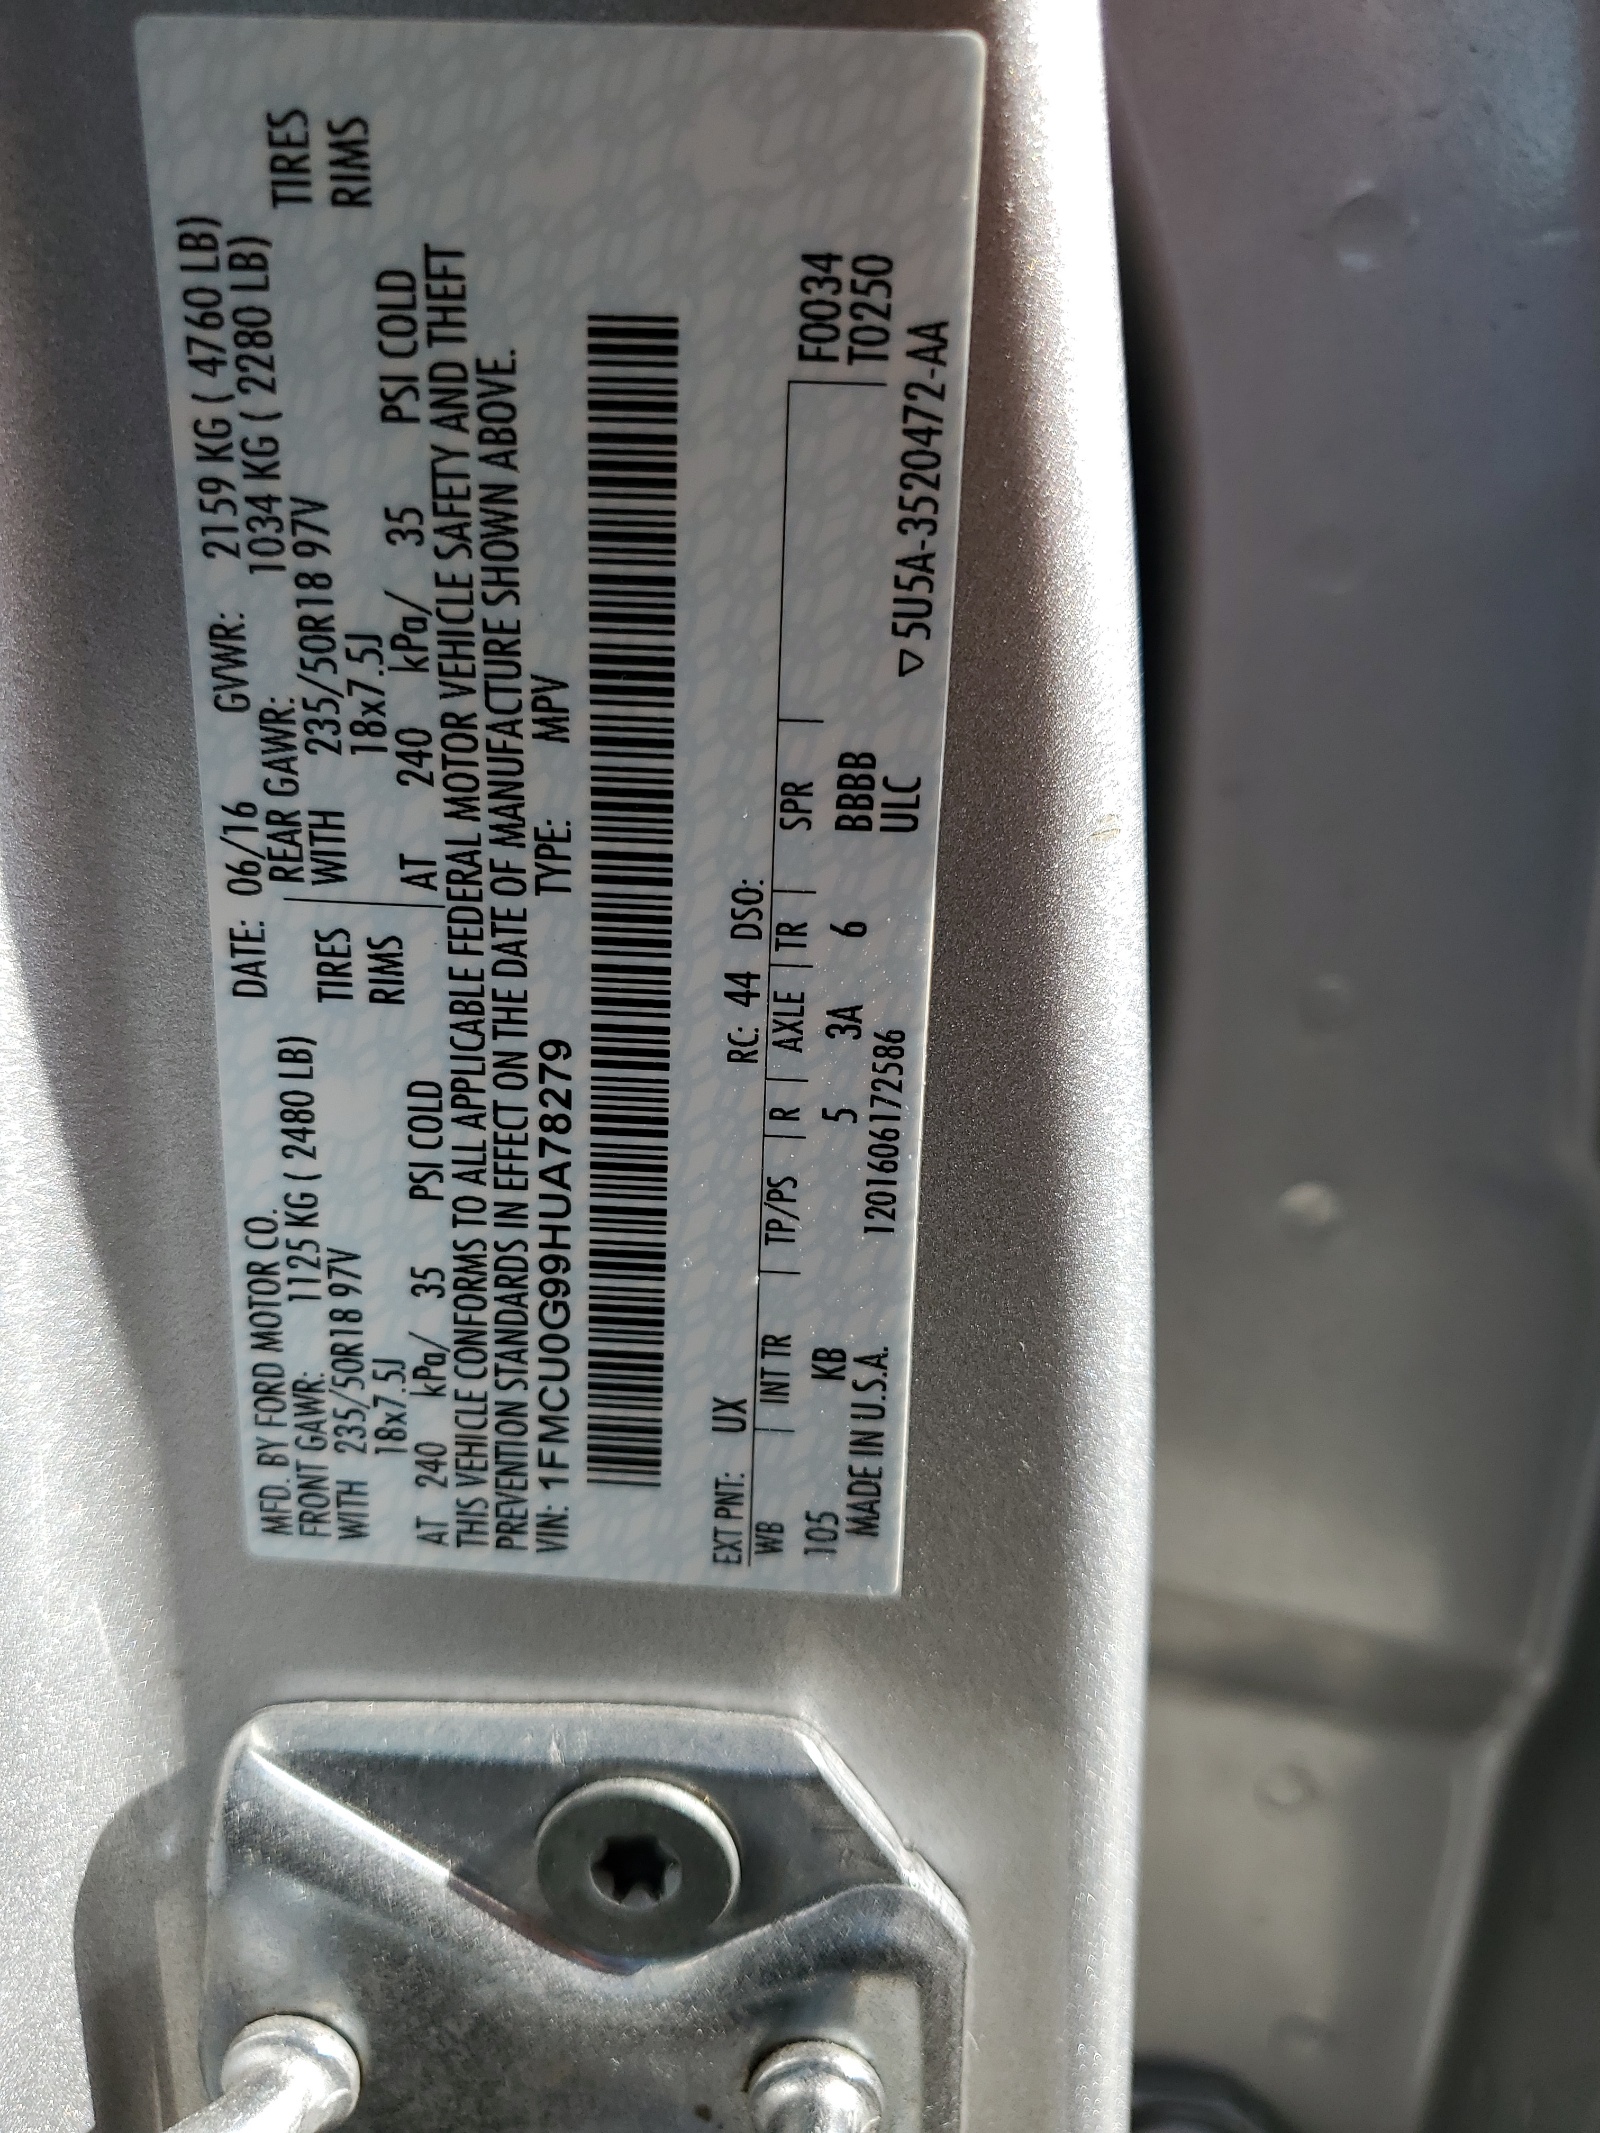 MFD. BY FORD MOTOR CO. DATE: 06/16 GVWR: 2159 KG ( 4760 LB)
FRONT GAWR: 1125 KG ( 2480 LB) REAR GAWR: 1034 KG ( 2280 LB)
WITH 235/50R18 97V TIRES WITH 235/50R18 97V TIRES
18x7.5J RIMS 18x7.5J RIMS
AT 240 kPa/ 35 PSI COLD AT 240 kPa/ 35 PSI COLD
THIS VEHICLE CONFORMS TO ALL APPLICABLE FEDERAL MOTOR VEHICLE SAFETY AND THEFT
PREVENTION STANDARDS IN EFFECT ON THE DATE OF MANUFACTURE SHOWN ABOVE.
VIN: 1FMCU0G99HUA78279 TYPE: MPV
EXT PNT: UX RC: 44 DSO:
WB INT TR TP/PS R AXLE TR SPR F0034
105 KB 5 3A 6 BBBB T0250
MADE IN U.S.A. 1201606172586 ULC ▽5U5A-3520472-AA